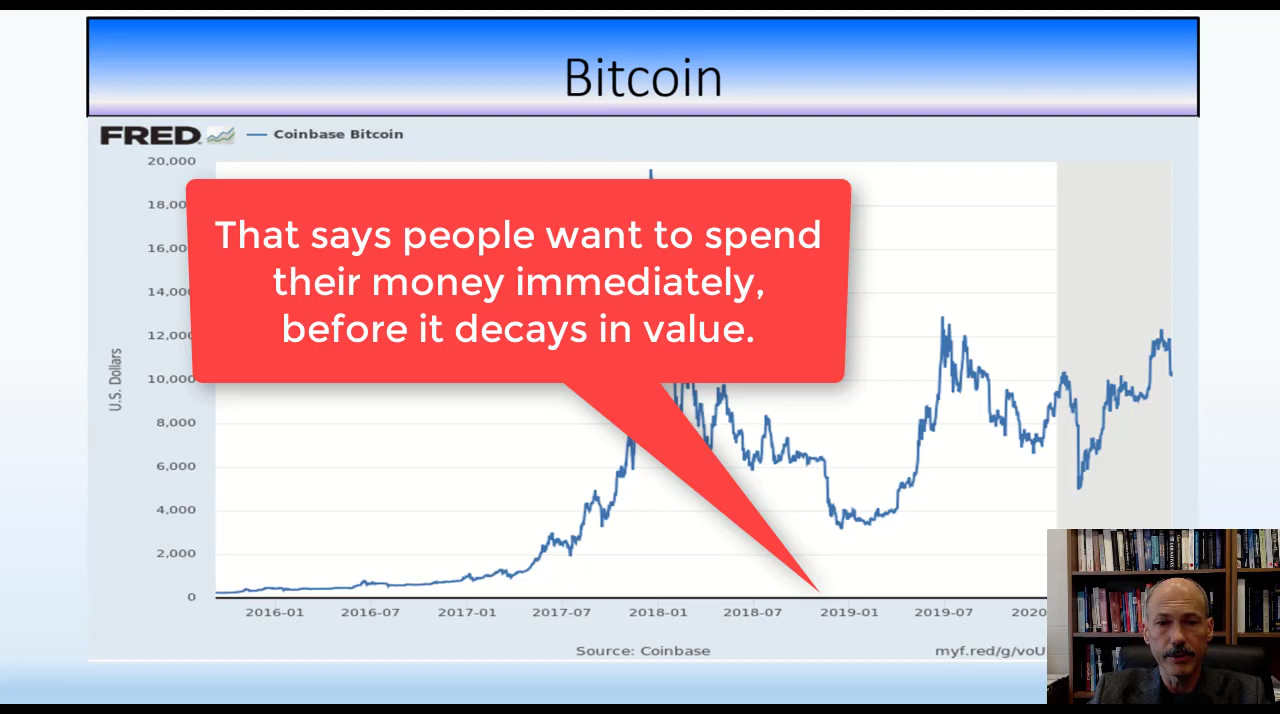 Bitcoin
FRED
Coinbase Bitcoin
20,000
18,00
16,00
14,00
12,000
10,000
8,000
6,000
4,000
2,000
0
U.S. Dollars
That says people want to spend
their money immediately,
before it decays in value.
2016-01 2016-07 2017-01 2017-07 2018-01 2018-07 2019-01 2019-07 2020
Source: Coinbase
myf.red/g/voU